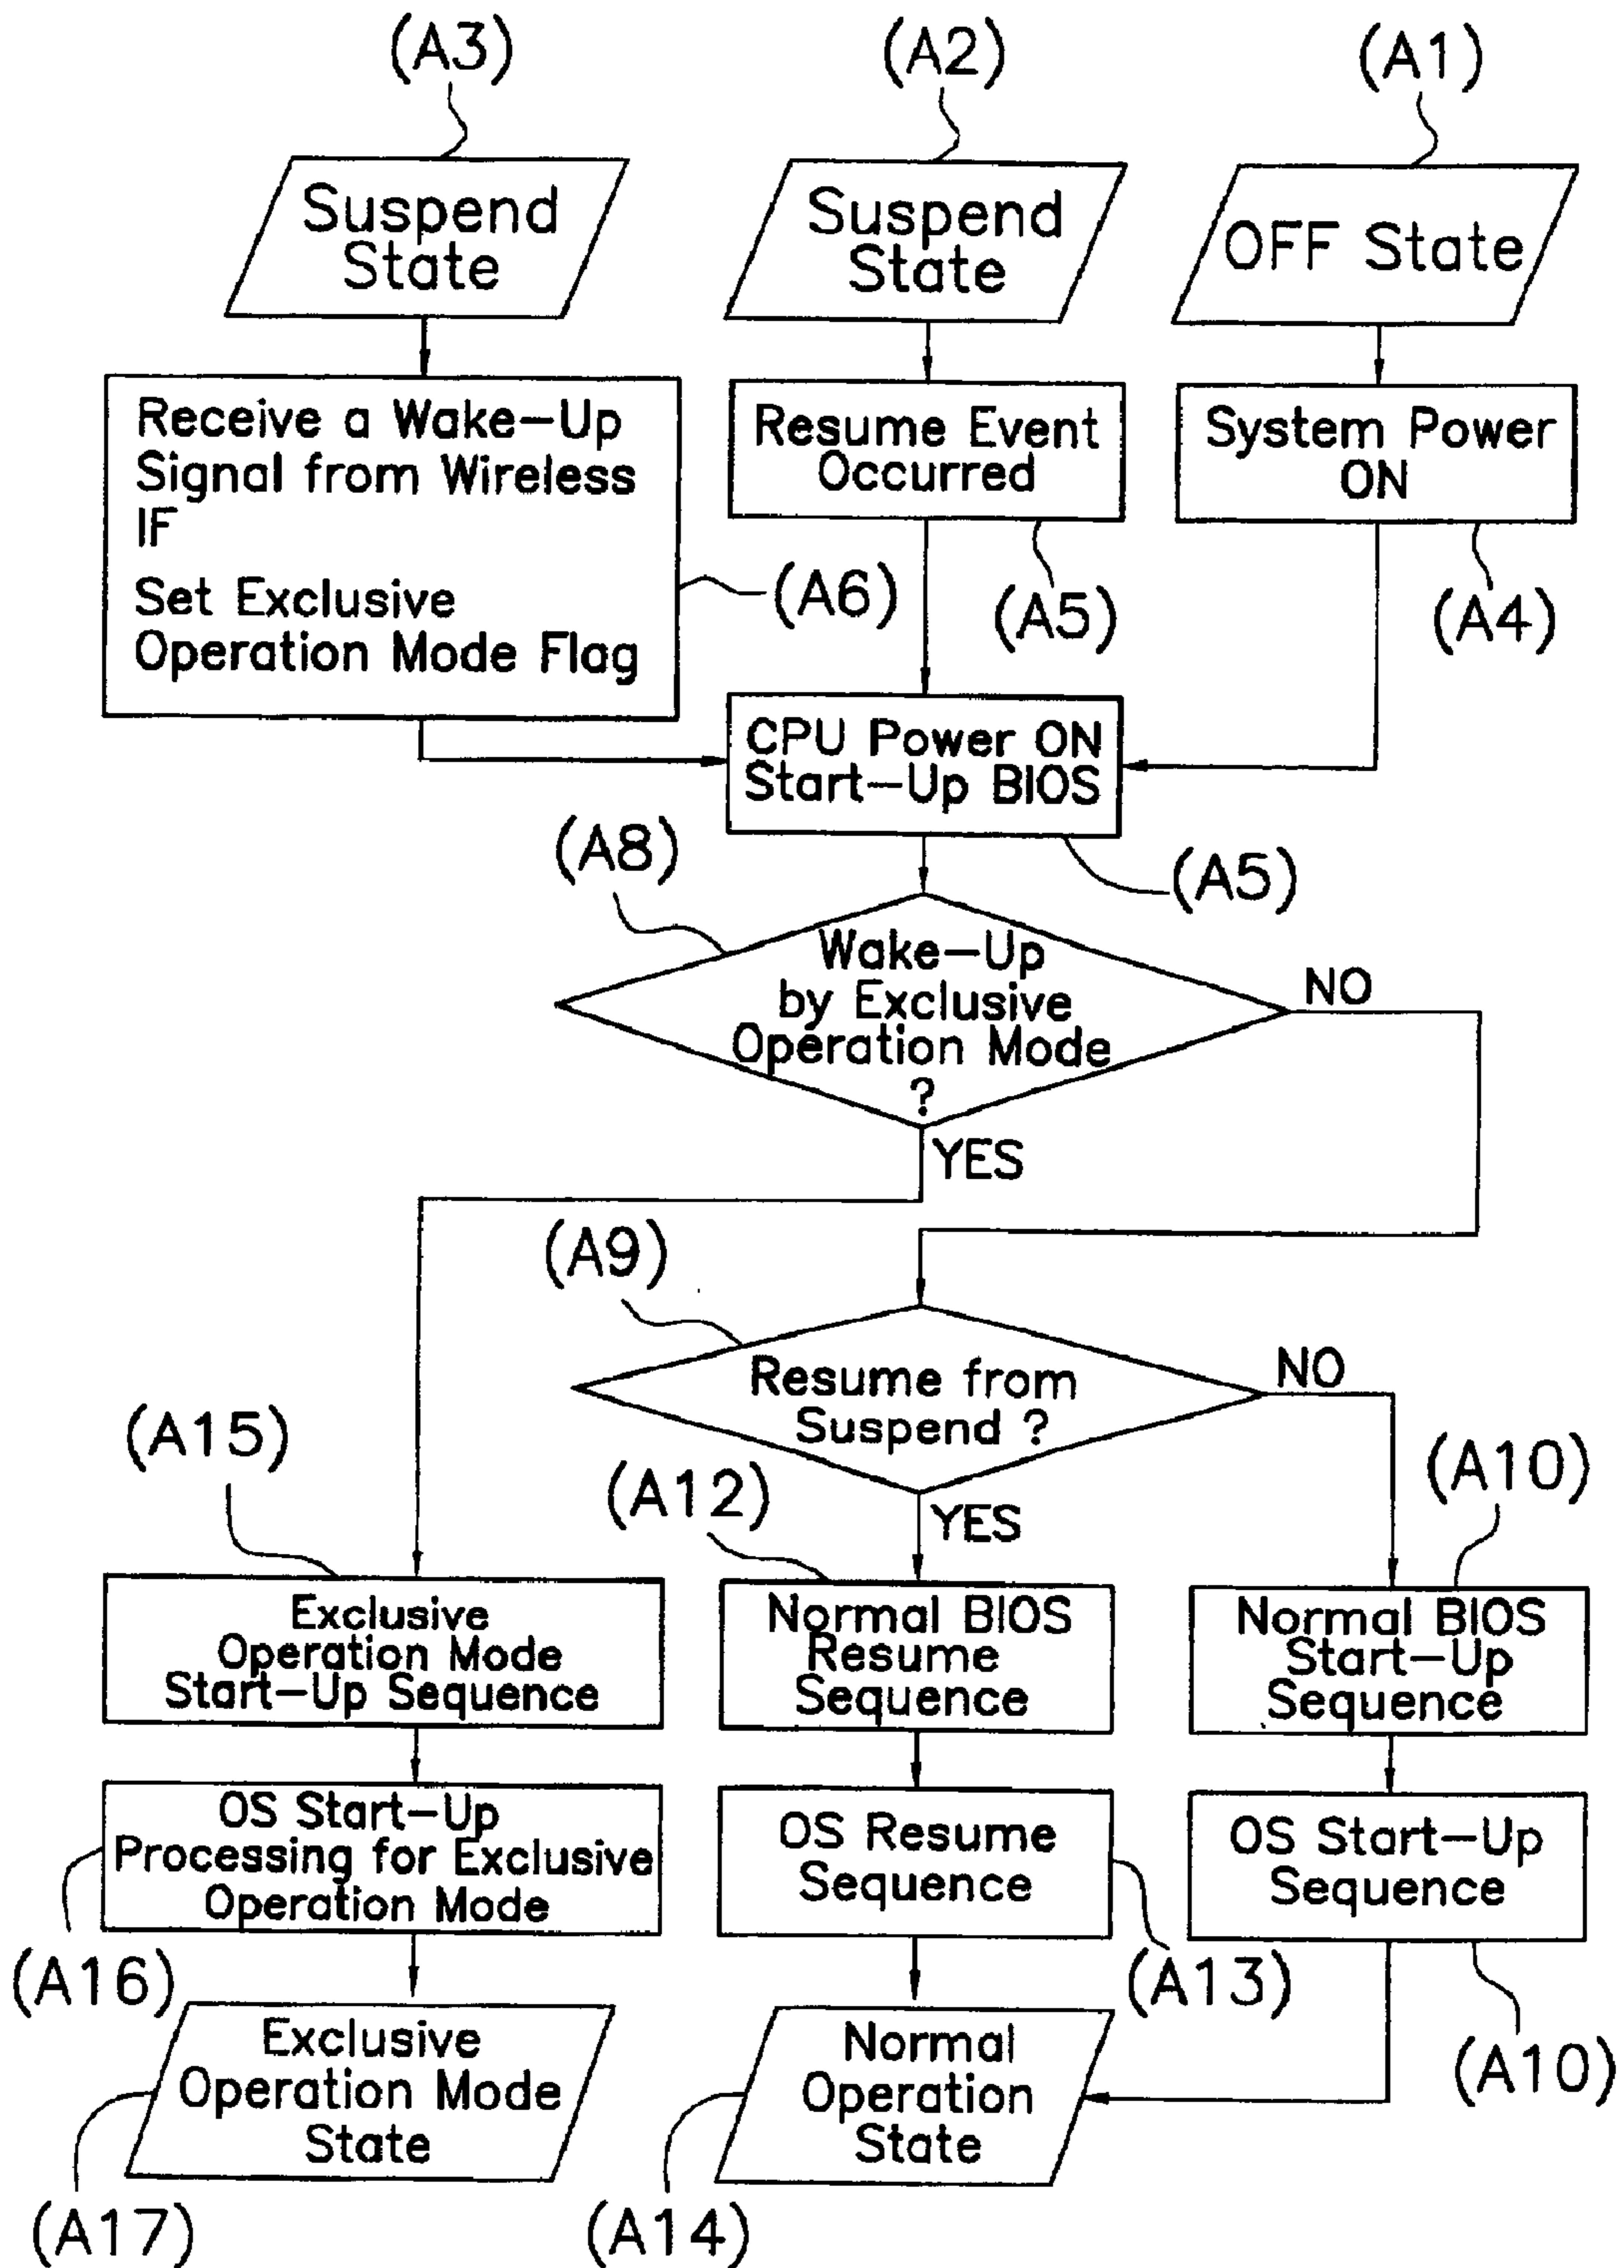 (A3)
(A2)
(A1)
Suspend
State
Suspend
State
OFF State
Receive a Wake-Up
Signal from Wireless
IF
Set Exclusive
Operation Mode Flag
(A6)
Resume Event
Occurred
(A5)
System Power
ON
(A4)
CPU Power ON
Start-Up BIOS
(A5)
(A8)
Wake-Up
by Exclusive
Operation Mode
?
NO
YES
(A9)
Resume from
Suspend ?
NO
YES
(A15)
(A12)
(A10)
Exclusive
Operation Mode
Start-Up Sequence
Normal BIOS
Resume
Sequence
Normal BIOS
Start-Up
Sequence
OS Start-Up
Processing for Exclusive
Operation Mode
OS Resume
Sequence
OS Start-Up
Sequence
(A16)
(A13)
(A10)
Exclusive
Operation Mode
State
Normal
Operation
State
(A17)
(A14)